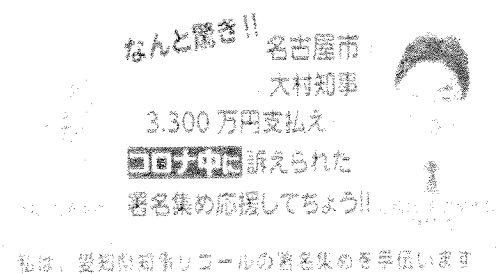 なんと驚き!!
名古屋市
大村知事
3.300 万円支払え
コロナ中に訴えられた
署名集め応援してちょう!!
私は、愛知県知事リコールの署名集めを手伝います